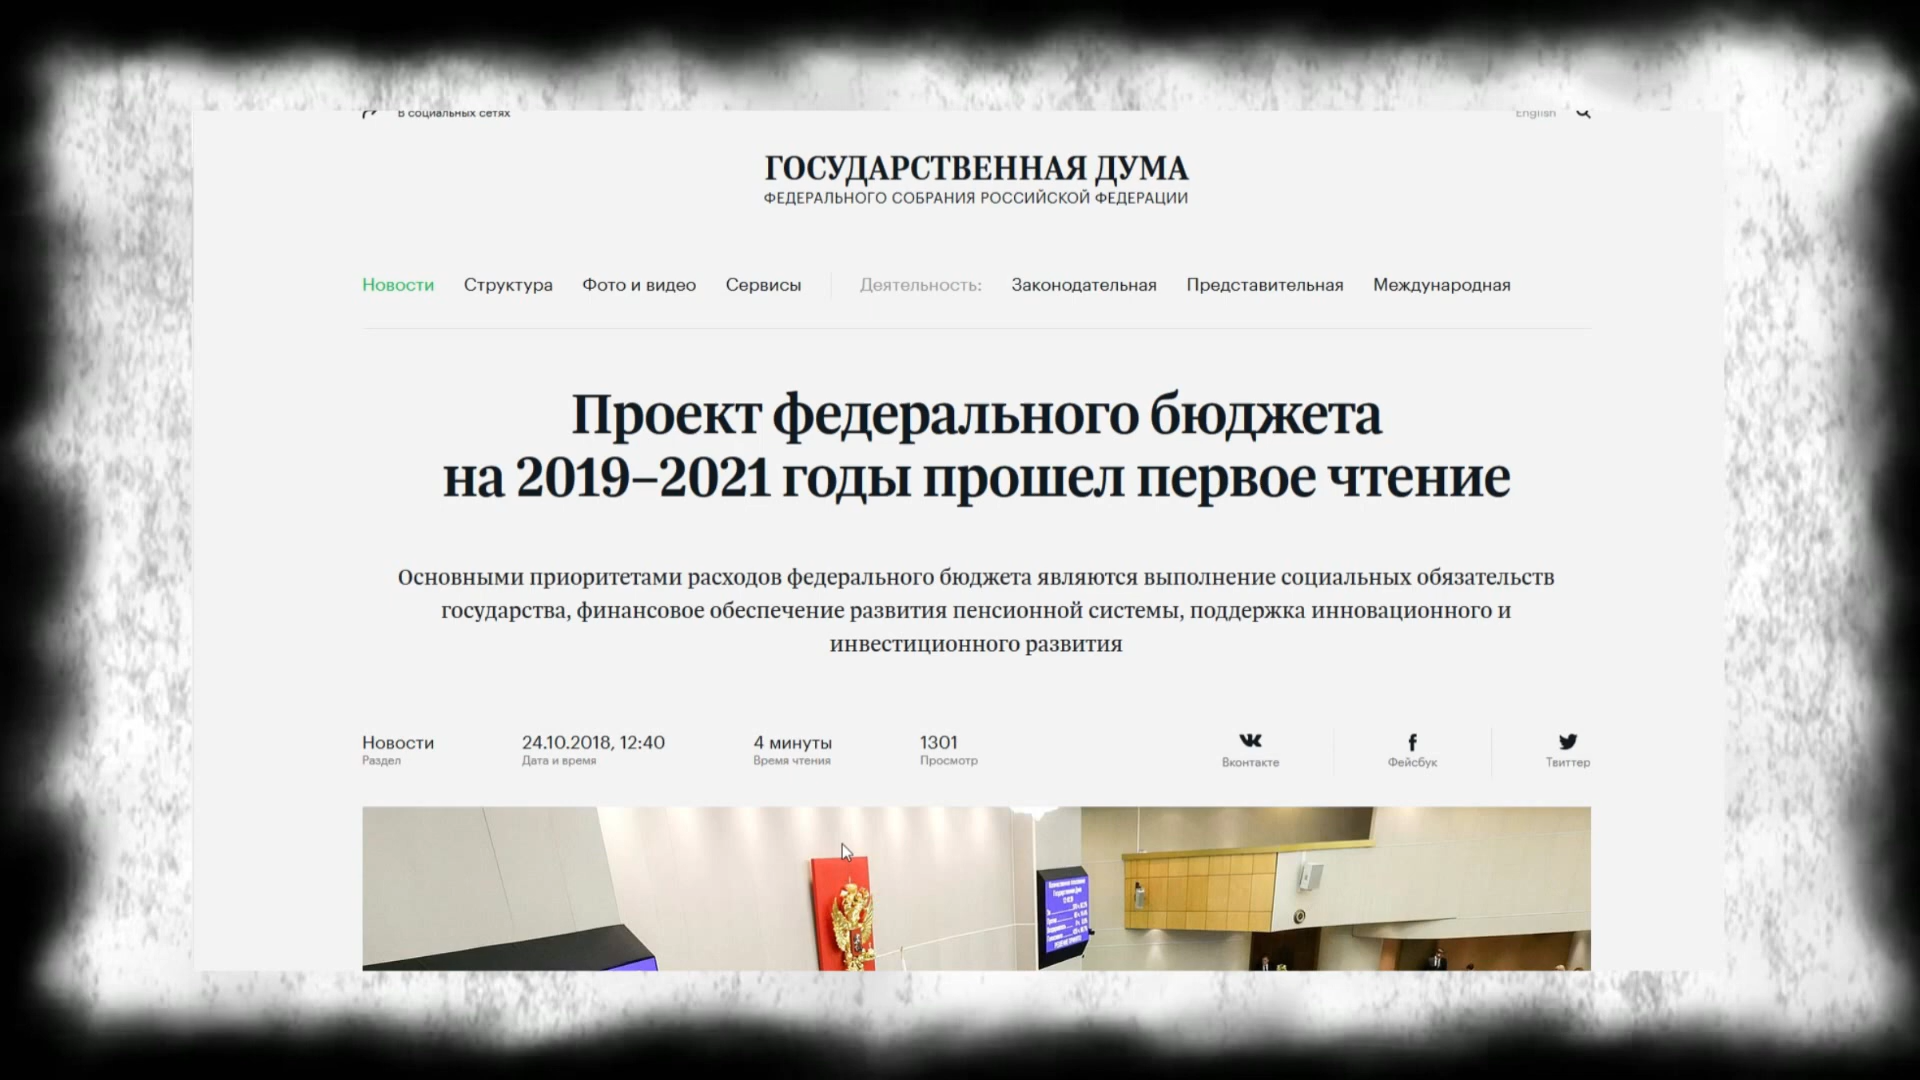 в социальных сетях
English
ГОСУДАРСТВЕННАЯ ДУМА
ФЕДЕРАЛЬНОГО СОБРАНИЯ РОССИЙСКОЙ ФЕДЕРАЦИИ
Новости Структура Фото и видео Сервисы Деятельность: Законодательная Представительная Международная
Проект федерального бюджета
на 2019–2021 годы прошел первое чтение
Основными приоритетами расходов федерального бюджета являются выполнение социальных обязательств
государства, финансовое обеспечение развития пенсионной системы, поддержка инновационного и
инвестиционного развития
Новости 24.10.2018, 12:40 4 минуты 1301
Раздел Дата и время Время чтения Просмотр
Вконтакте Фейсбук Твиттер